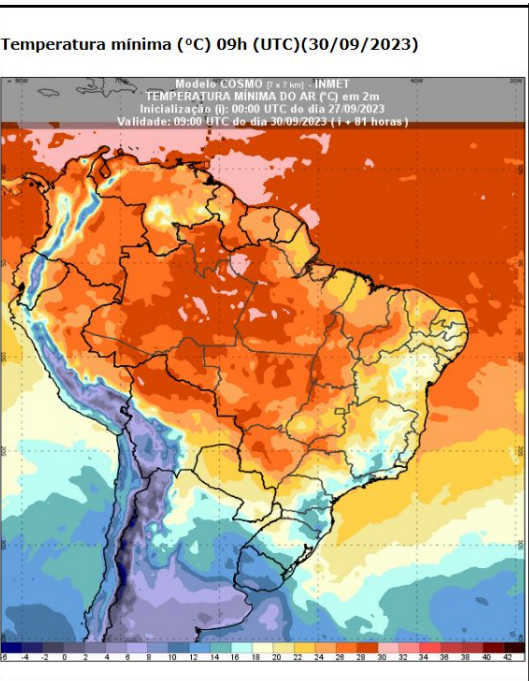 Temperatura mínima (ºC) 09h (UTC)(30/09/2023)
Modelo COSMO [7 x 7 km] - INMET
TEMPERATURA MÍNIMA DO AR (°C) em 2m
Inicialização (i): 00:00 UTC do dia 27/09/2023
Validade: 09:00 UTC do dia 30/09/2023 ( i + 81 horas )
-6 -4 -2 0 2 4 6 8 10 12 14 16 18 20 22 24 26 28 30 32 34 36 38 40 42